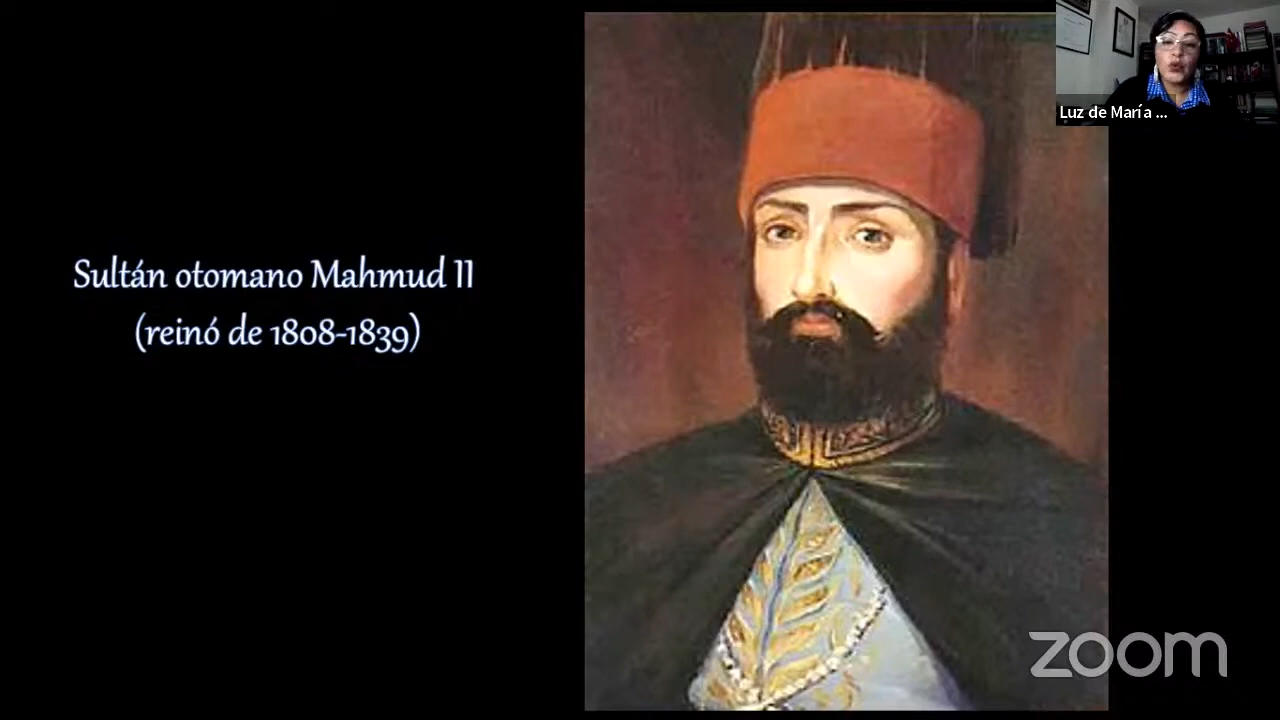 Sultán otomano Mahmud II
(reinó de 1808-1839)
Luz de María ...
zoom